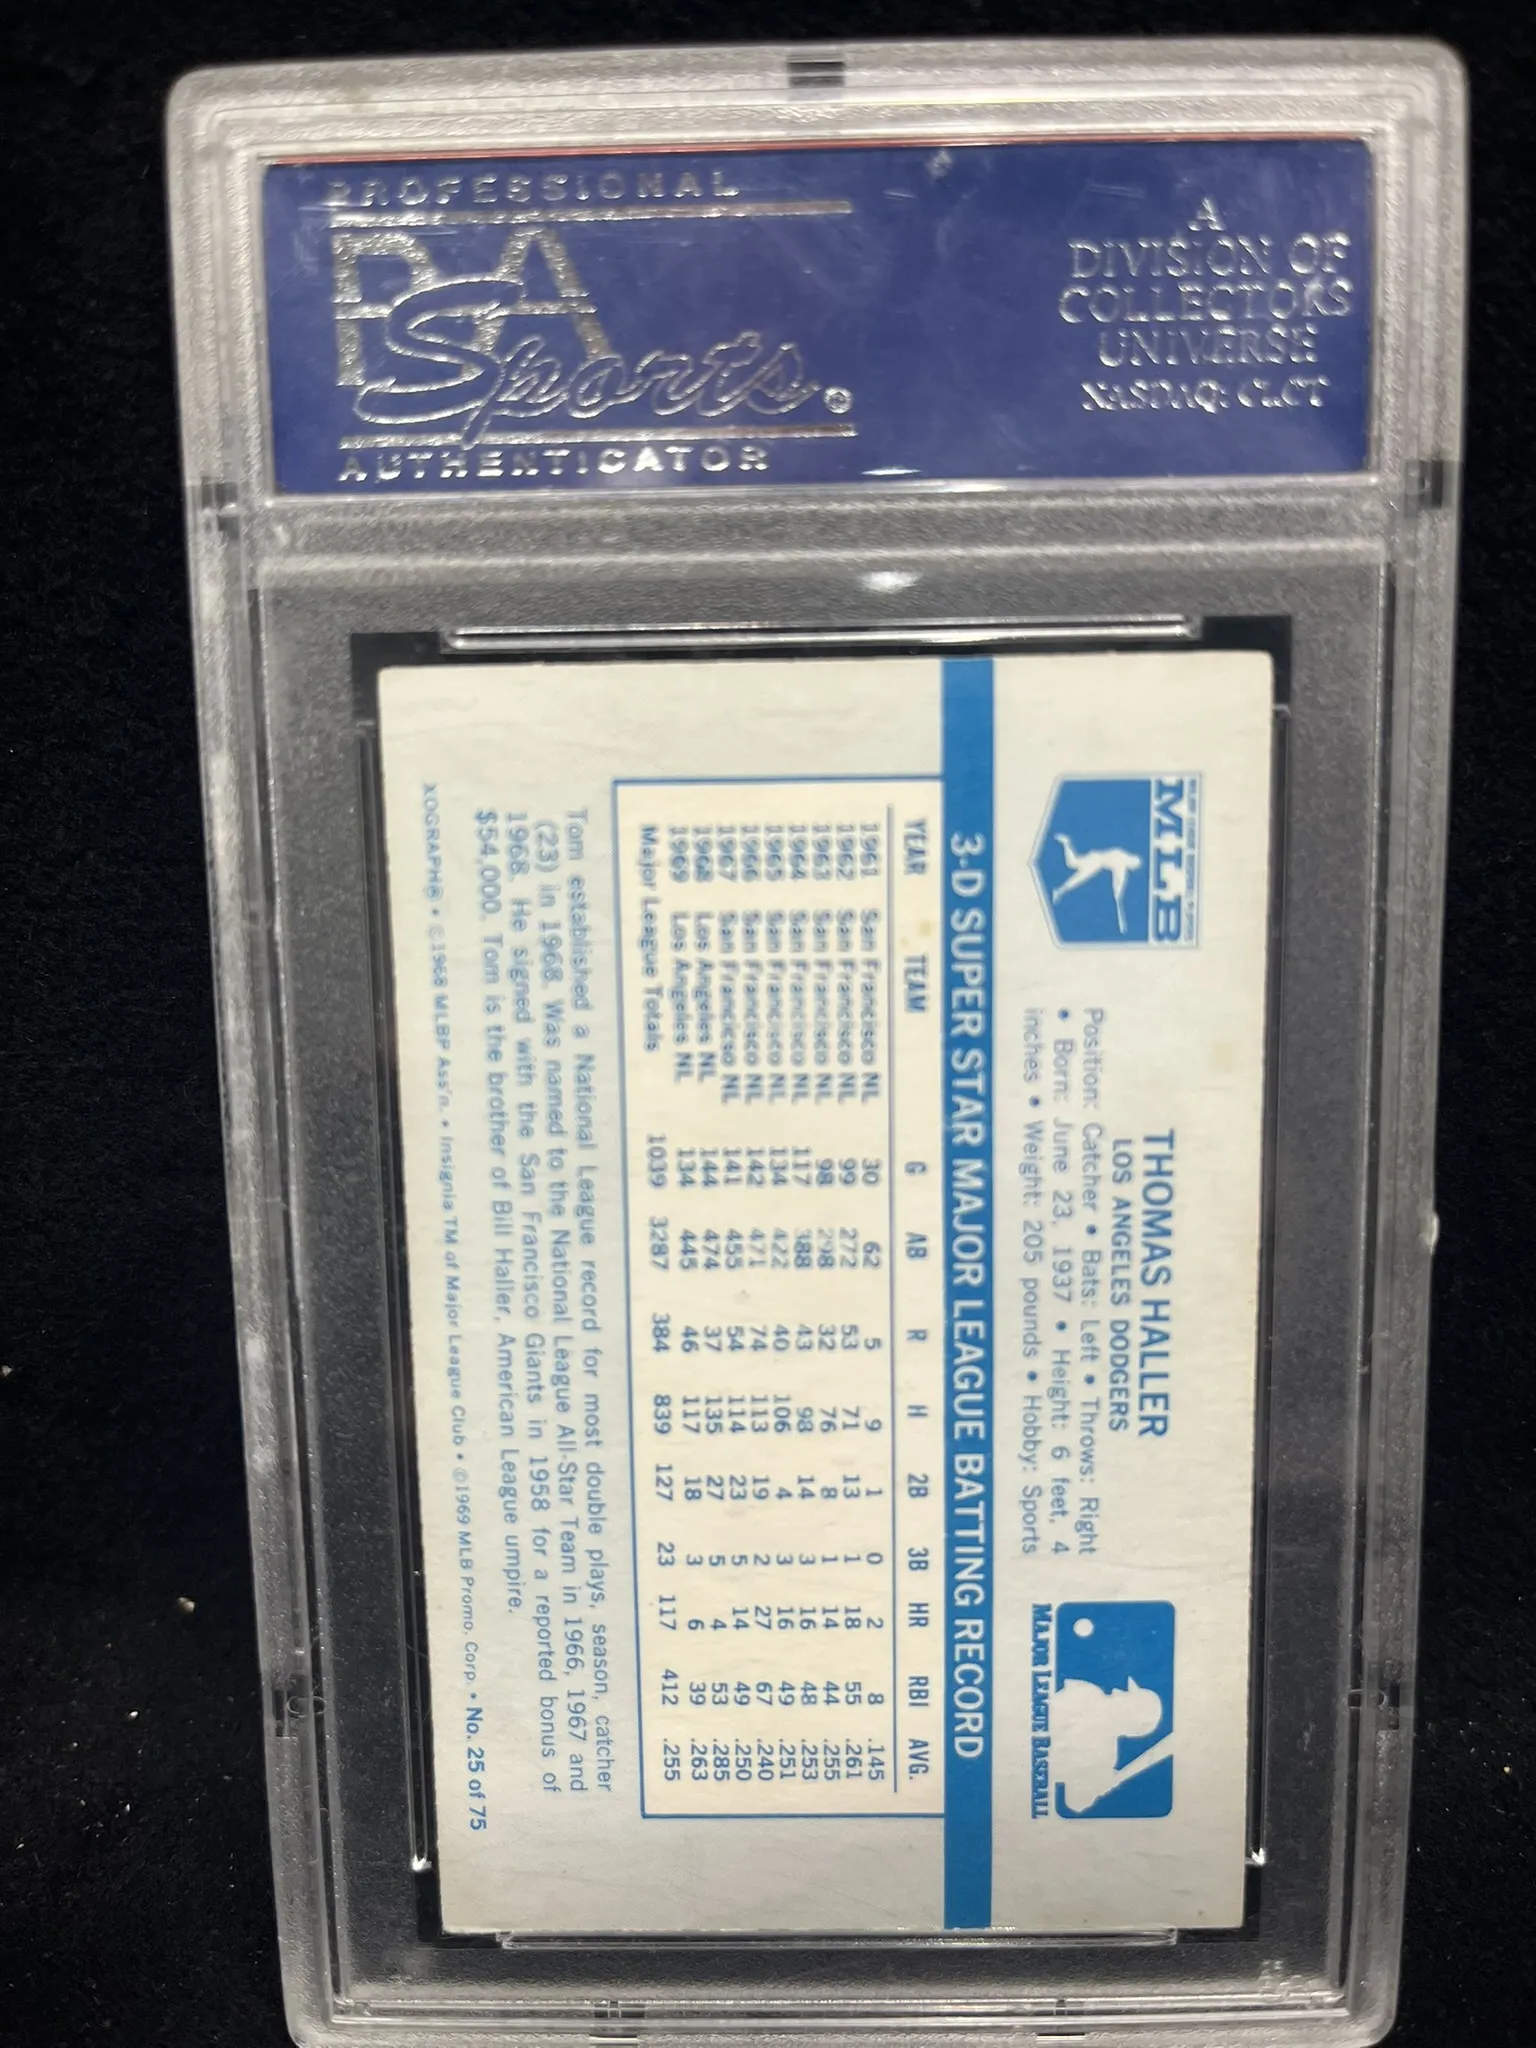 PROFESSIONAL
PSA
Sports®
AUTHENTICATOR
A
DIVISION OF
COLLECTORS
UNIVERSE
NASDAQ: CLCT
MLB
THOMAS HALLER
LOS ANGELES DODGERS
Position: Catcher • Bats: Left • Throws: Right
• Born: June 23, 1937 • Height: 6 feet, 4
inches • Weight: 205 pounds • Hobby: Sports
MAJOR LEAGUE BASEBALL
3-D SUPER STAR MAJOR LEAGUE BATTING RECORD
YEAR TEAM G AB R H 2B 3B HR RBI AVG.
1961 San Francisco NL 30 62 5 9 1 0 2 8 .145
1962 San Francisco NL 99 272 53 71 13 1 18 55 .261
1963 San Francisco NL 98 298 32 76 8 1 14 44 .255
1964 San Francisco NL 117 388 43 98 14 3 16 48 .253
1965 San Francisco NL 134 422 40 106 4 3 16 49 .251
1966 San Francisco NL 142 471 74 113 19 2 27 67 .240
1967 San Francisco NL 141 455 54 114 23 5 14 49 .250
1968 Los Angeles NL 144 474 37 135 27 5 4 53 .285
1969 Los Angeles NL 134 445 46 117 18 3 6 39 .263
Major League Totals 1039 3287 384 839 127 23 117 412 .255
Tom established a National League record for most double plays, season, catcher
(23) in 1968. Was named to the National League All-Star Team in 1966, 1967 and
1968. He signed with the San Francisco Giants in 1958 for a reported bonus of
$54,000. Tom is the brother of Bill Haller, American League umpire.
XOGRAPH® • ©1968 MLBP Ass'n. • Insignia TM of Major League Club • ©1969 MLB Promo. Corp. • No. 25 of 75